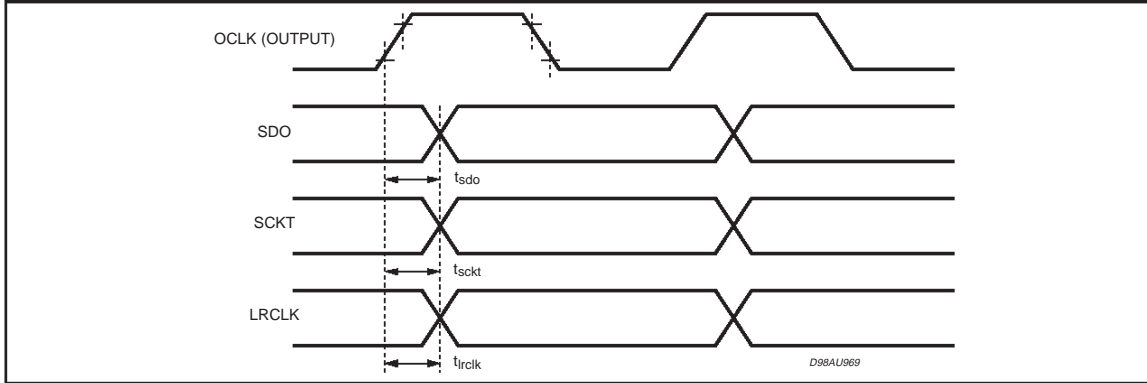 OCLK (OUTPUT)
SDO
tsdo
SCKT
tsckt
LRCLK
tlrclk
D98AU969